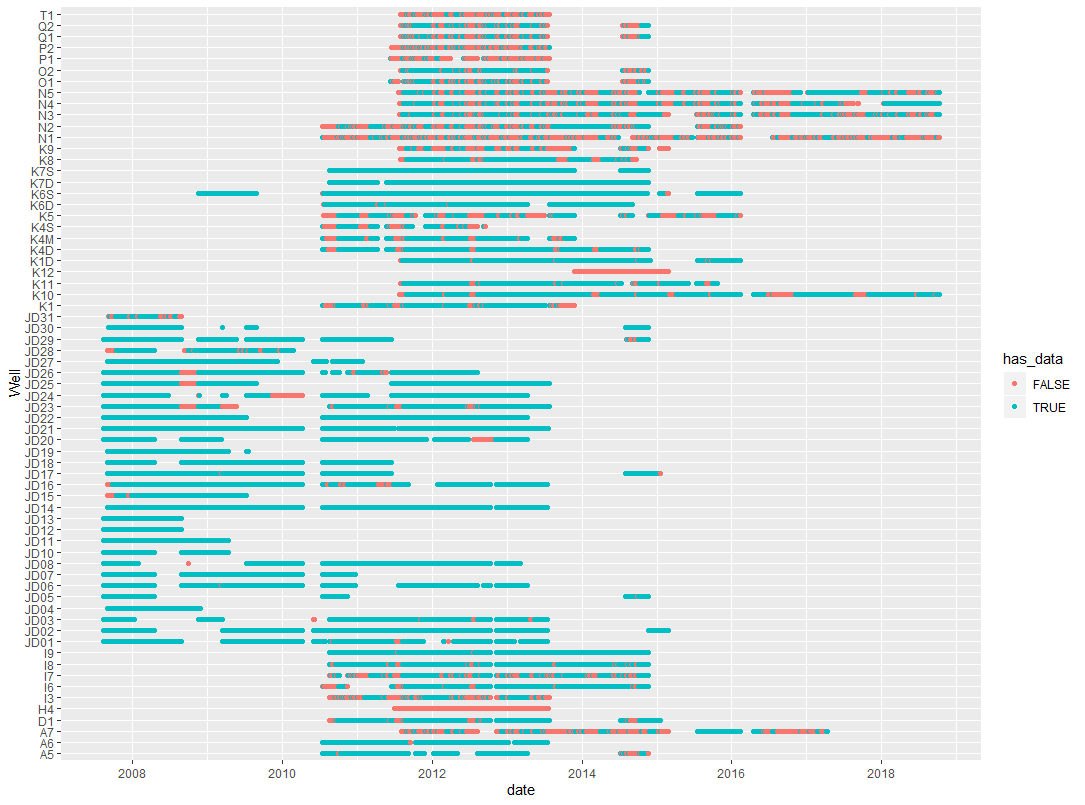 T1
Q2
Q1
P2
P1
O2
O1
N5
N4
N3
N2
N1
K9
K8
K7S
K7D
K6S
K6D
K5
K4S
K4M
K4D
K1D
K12
K11
K10
K1
JD31
JD30
JD29
JD28
JD27
JD26
JD25
JD24
JD23
JD22
JD21
JD20
JD19
JD18
JD17
JD16
JD15
JD14
JD13
JD12
JD11
JD10
JD08
JD07
JD06
JD05
JD04
JD03
JD02
JD01
I9
I8
I7
I6
I3
H4
D1
A7
A6
A5
Well
2008 2010 2012 2014 2016 2018
date
has_data
FALSE
TRUE